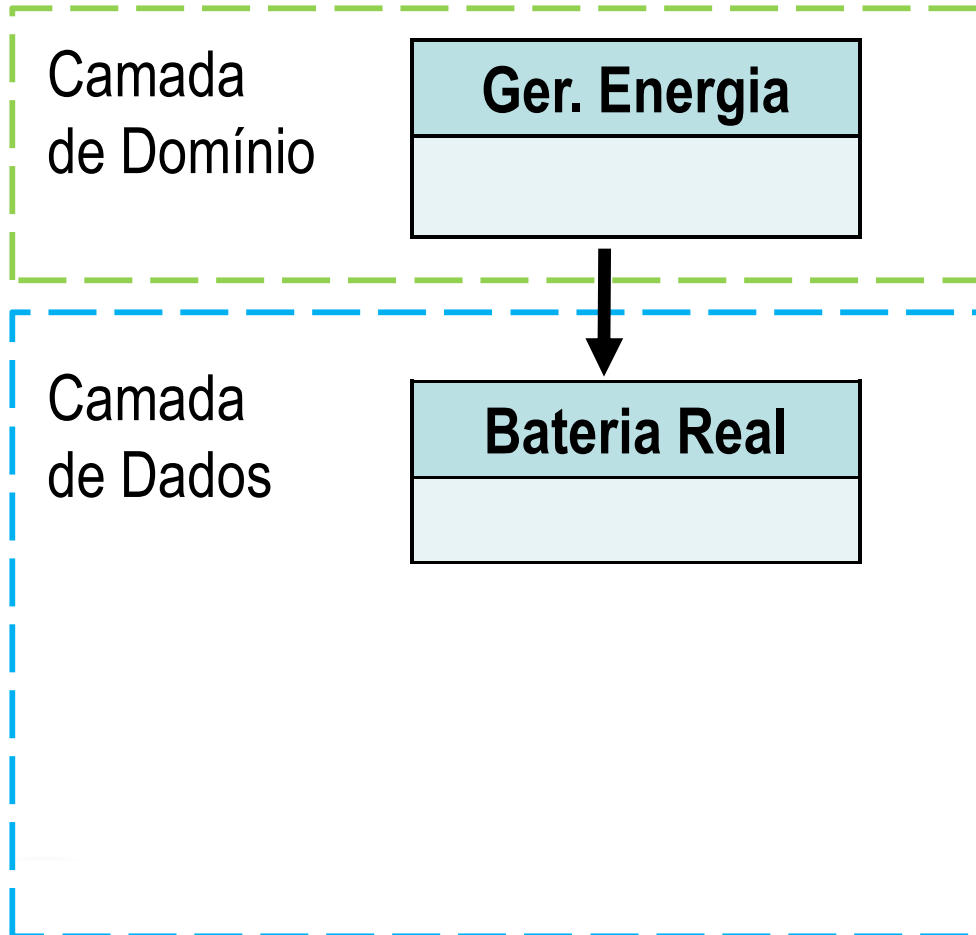 Camada
de Domínio
Ger. Energia
Camada
de Dados
Bateria Real